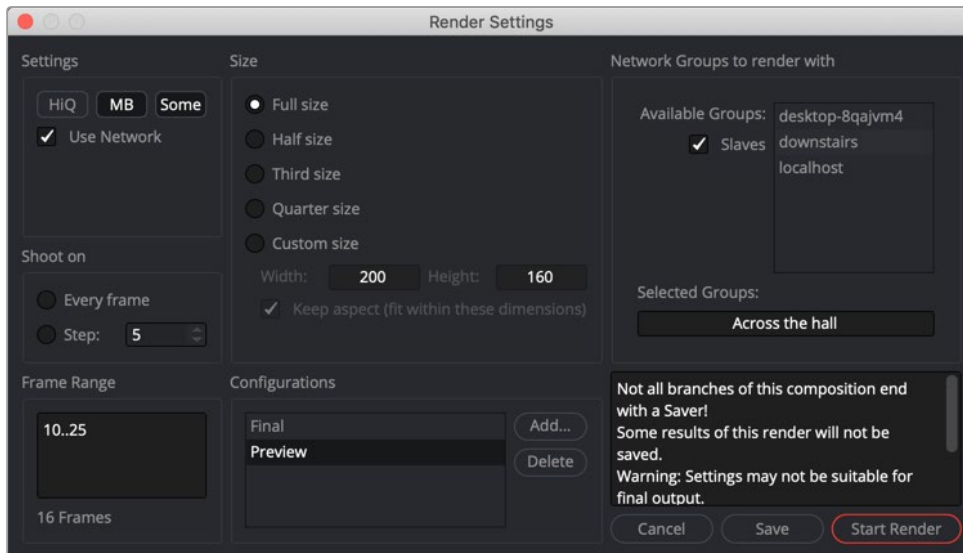 Render Settings
Settings
HiQ MB Some
Use Network
Shoot on
Every frame
Step: 5
Frame Range
10..25
16 Frames
Size
Full size
Half size
Third size
Quarter size
Custom size
Width: 200 Height: 160
Keep aspect (fit within these dimensions)
Configurations
Final
Preview
Add...
Delete
Network Groups to render with
Available Groups:
Slaves
desktop-8qajvm4
downstairs
localhost
Selected Groups:
Across the hall
Not all branches of this composition end
with a Saver!
Some results of this render will not be
saved.
Warning: Settings may not be suitable for
final output.
Cancel Save Start Render